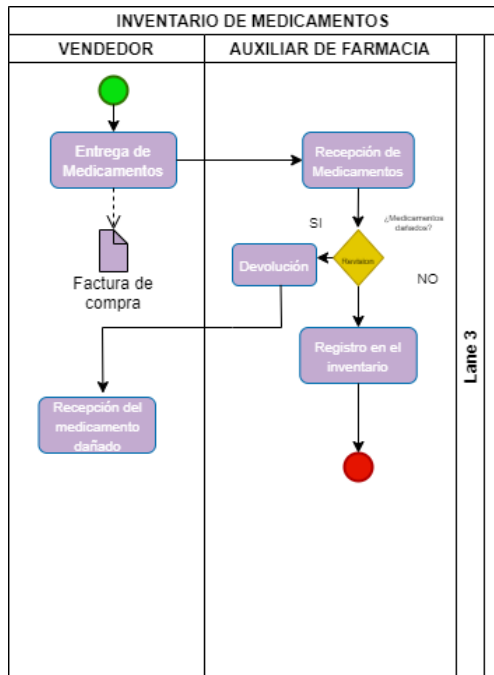 INVENTARIO DE MEDICAMENTOS
VENDEDOR
AUXILIAR DE FARMACIA
Entrega de
Medicamentos
Recepción de
Medicamentos
¿Medicamentos
dañados?
SI
Devolución
NO
Factura de
compra
Registro en el
inventario
Lane 3
Recepción del
medicamento
dañado